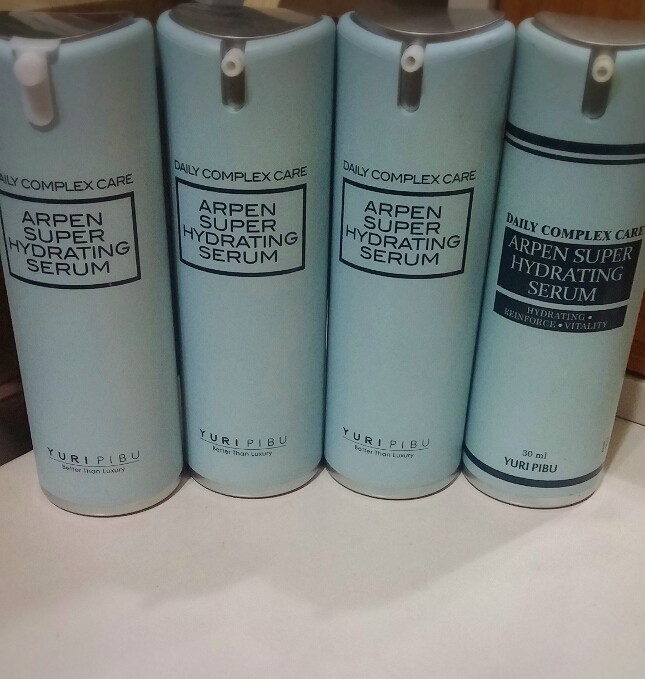 DAILY COMPLEX CARE
ARPEN
SUPER
HYDRATING
SERUM
YURI PIBU
Better Than Luxury
DAILY COMPLEX CARE
ARPEN
SUPER
HYDRATING
SERUM
YURI PIBU
Better Than Luxury
DAILY COMPLEX CARE
ARPEN
SUPER
HYDRATING
SERUM
YURI PIBU
Better Than Luxury
DAILY COMPLEX CARE
ARPEN SUPER
HYDRATING
SERUM
HYDRATING •
REINFORCE • VITALITY
30 ml
YURI PIBU